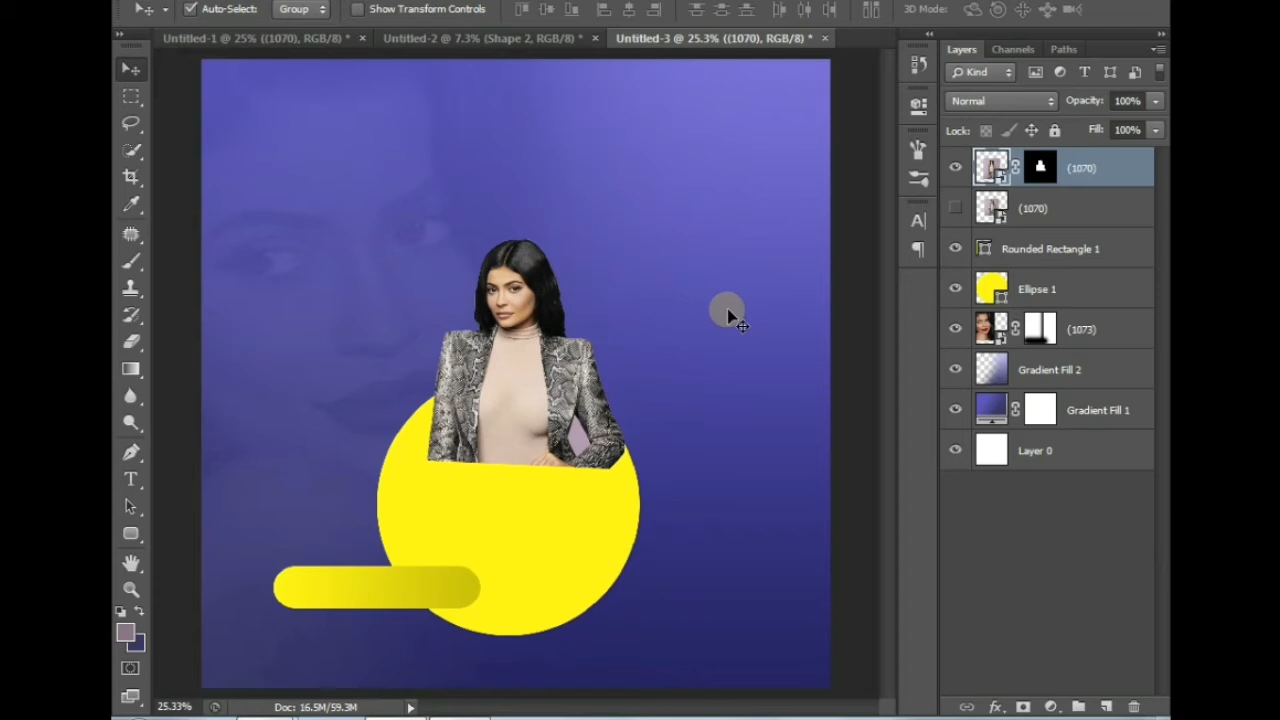 Auto-Select: Group Show Transform Controls 3D Mode:
Untitled-1 @ 25% ((1070), RGB/8) * × Untitled-2 @ 7.3% (Shape 2, RGB/8) * × Untitled-3 @ 25.3% ((1070), RGB/8) * ×
Layers Channels Paths
Kind
Normal Opacity: 100%
Lock: Fill: 100%
(1070)
(1070)
Rounded Rectangle 1
Ellipse 1
(1073)
Gradient Fill 2
Gradient Fill 1
Layer 0
25.33% Doc: 16.5M/59.3M